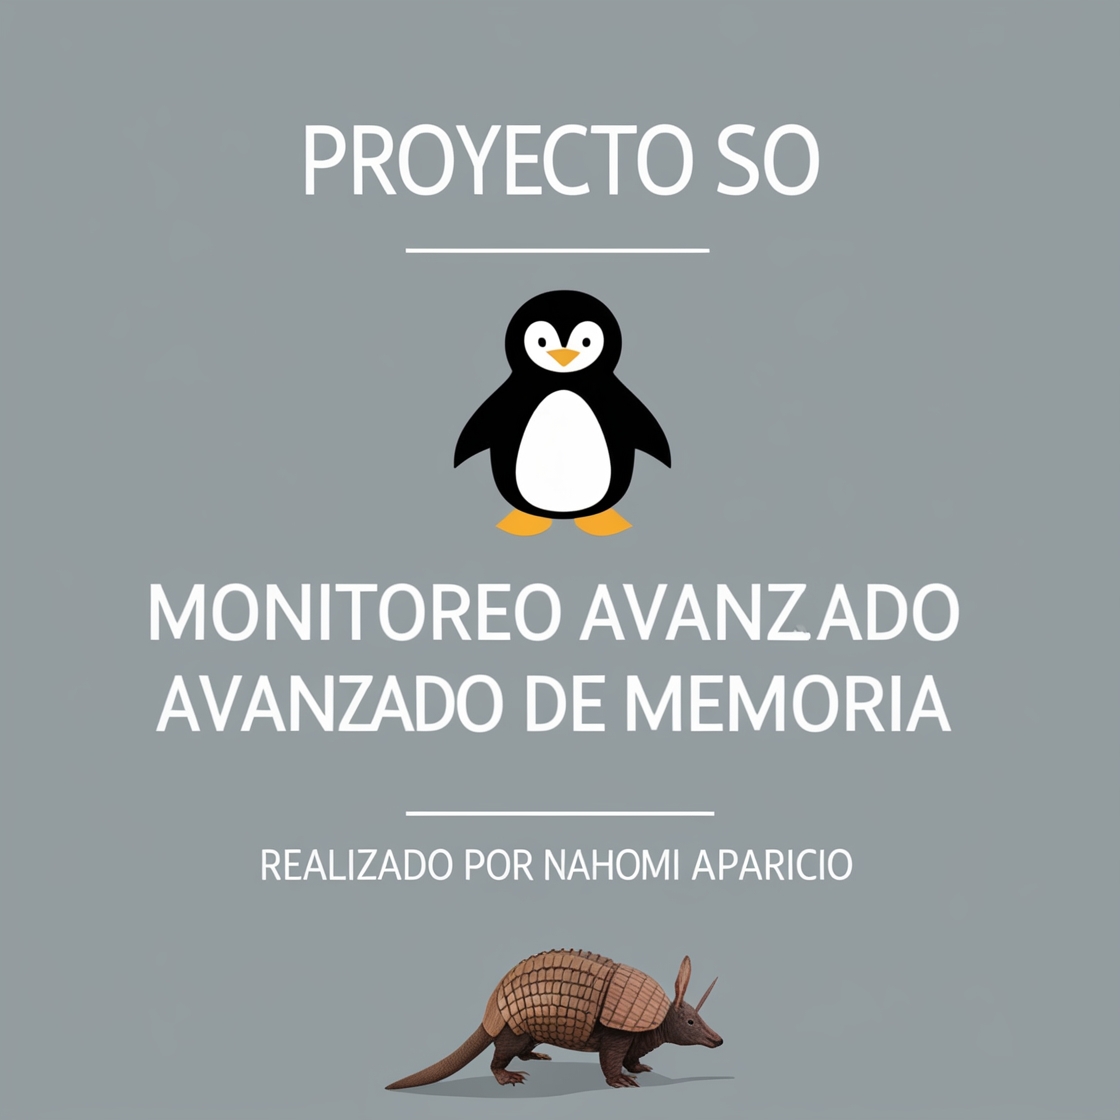 PROYECTO SO
MONITOREO AVANZADO
AVANZADO DE MEMORIA
REALIZADO POR NAHOMI APARICIO